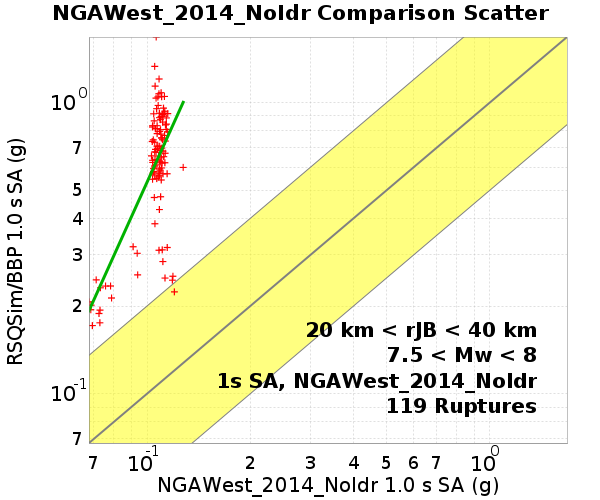 NGAWest_2014_NoIdr Comparison Scatter
RSQSim/BBP 1.0 s SA (g)
10^0
7
5
4
3
2
10^-1
7
20 km < rJB < 40 km
7.5 < Mw < 8
1s SA, NGAWest_2014_NoIdr
119 Ruptures
7 10^-1 2 3 4 5 6 7 10^0
NGAWest_2014_NoIdr 1.0 s SA (g)